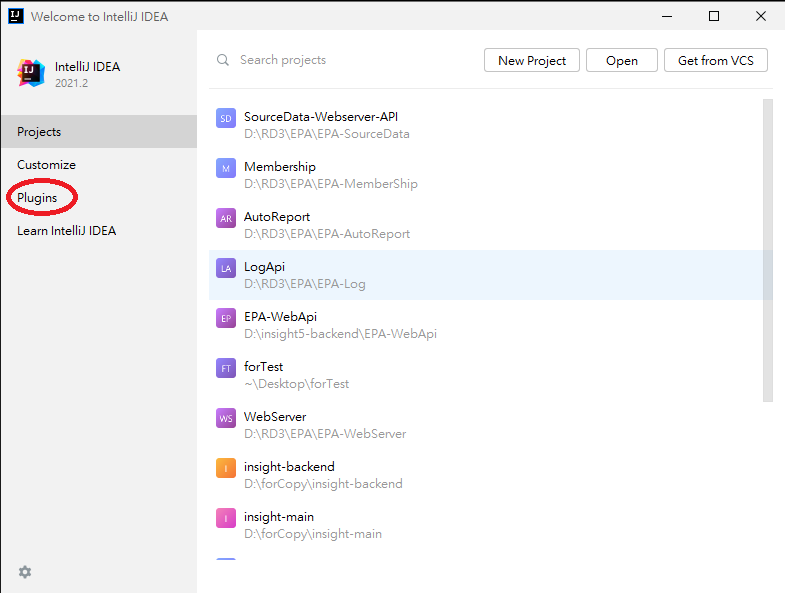 Welcome to IntelliJ IDEA
IntelliJ IDEA
2021.2
Projects
Customize
Plugins
Learn IntelliJ IDEA
Search projects
New Project
Open
Get from VCS
SD
SourceData-Webserver-API
D:\RD3\EPA\EPA-SourceData
M
Membership
D:\RD3\EPA\EPA-MemberShip
AR
AutoReport
D:\RD3\EPA\EPA-AutoReport
LA
LogApi
D:\RD3\EPA\EPA-Log
EP
EPA-WebApi
D:\insight5-backend\EPA-WebApi
FT
forTest
~\Desktop\forTest
WS
WebServer
D:\RD3\EPA\EPA-WebServer
I
insight-backend
D:\forCopy\insight-backend
I
insight-main
D:\forCopy\insight-main